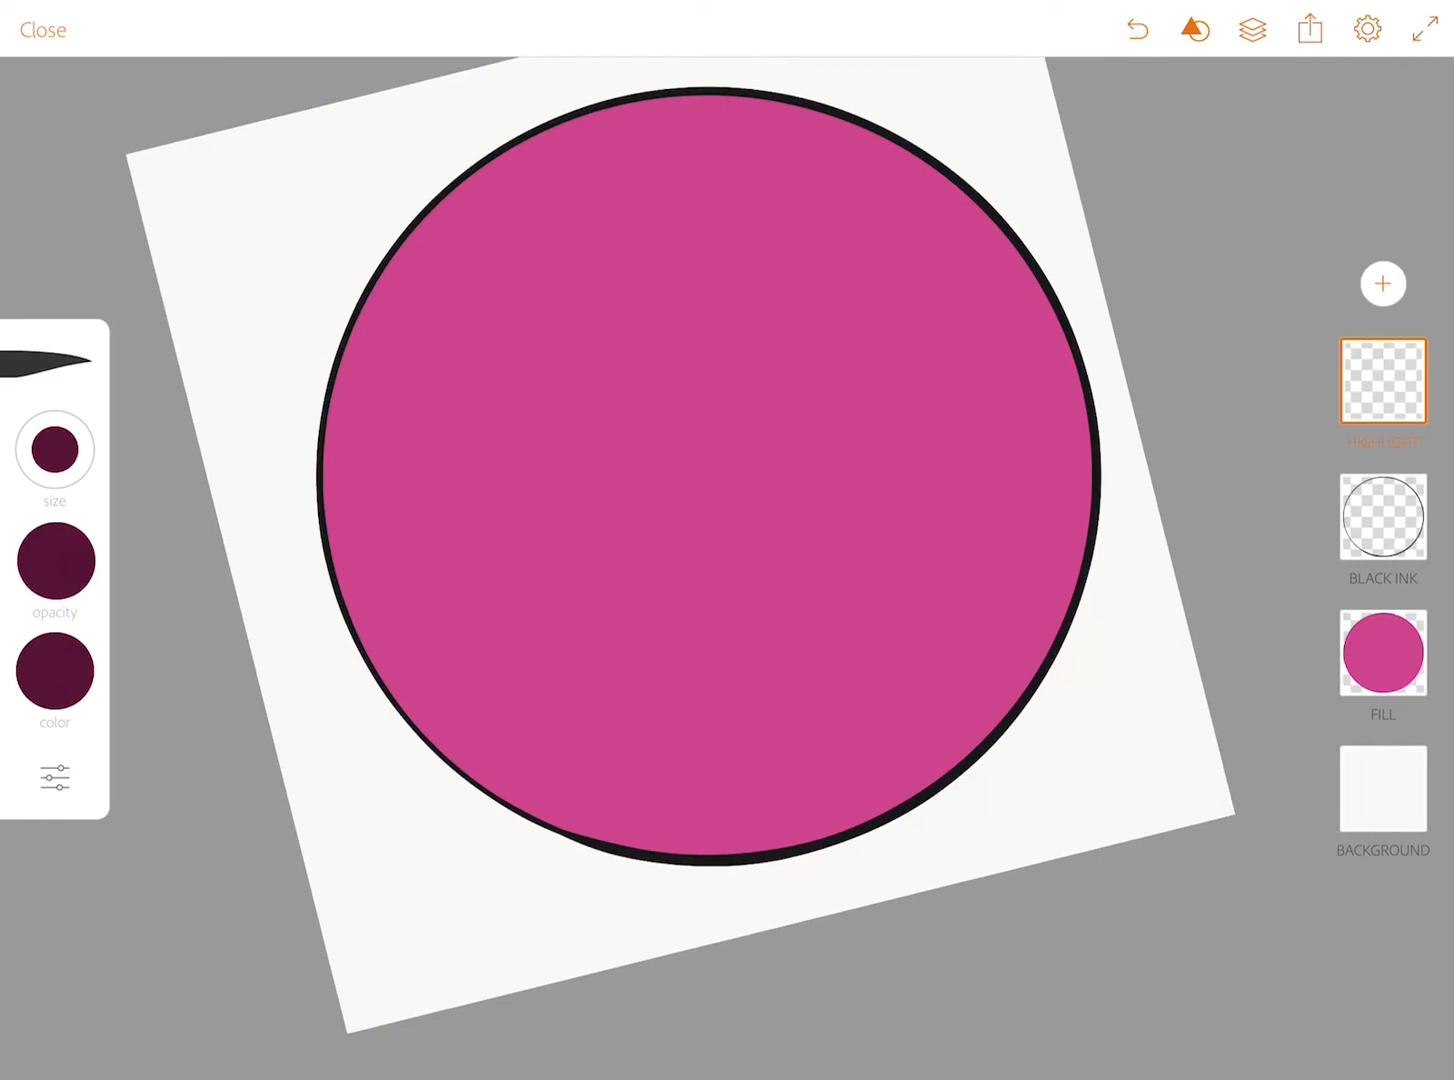 Close
size
opacity
color
HIGHLIGHT
BLACK INK
FILL
BACKGROUND